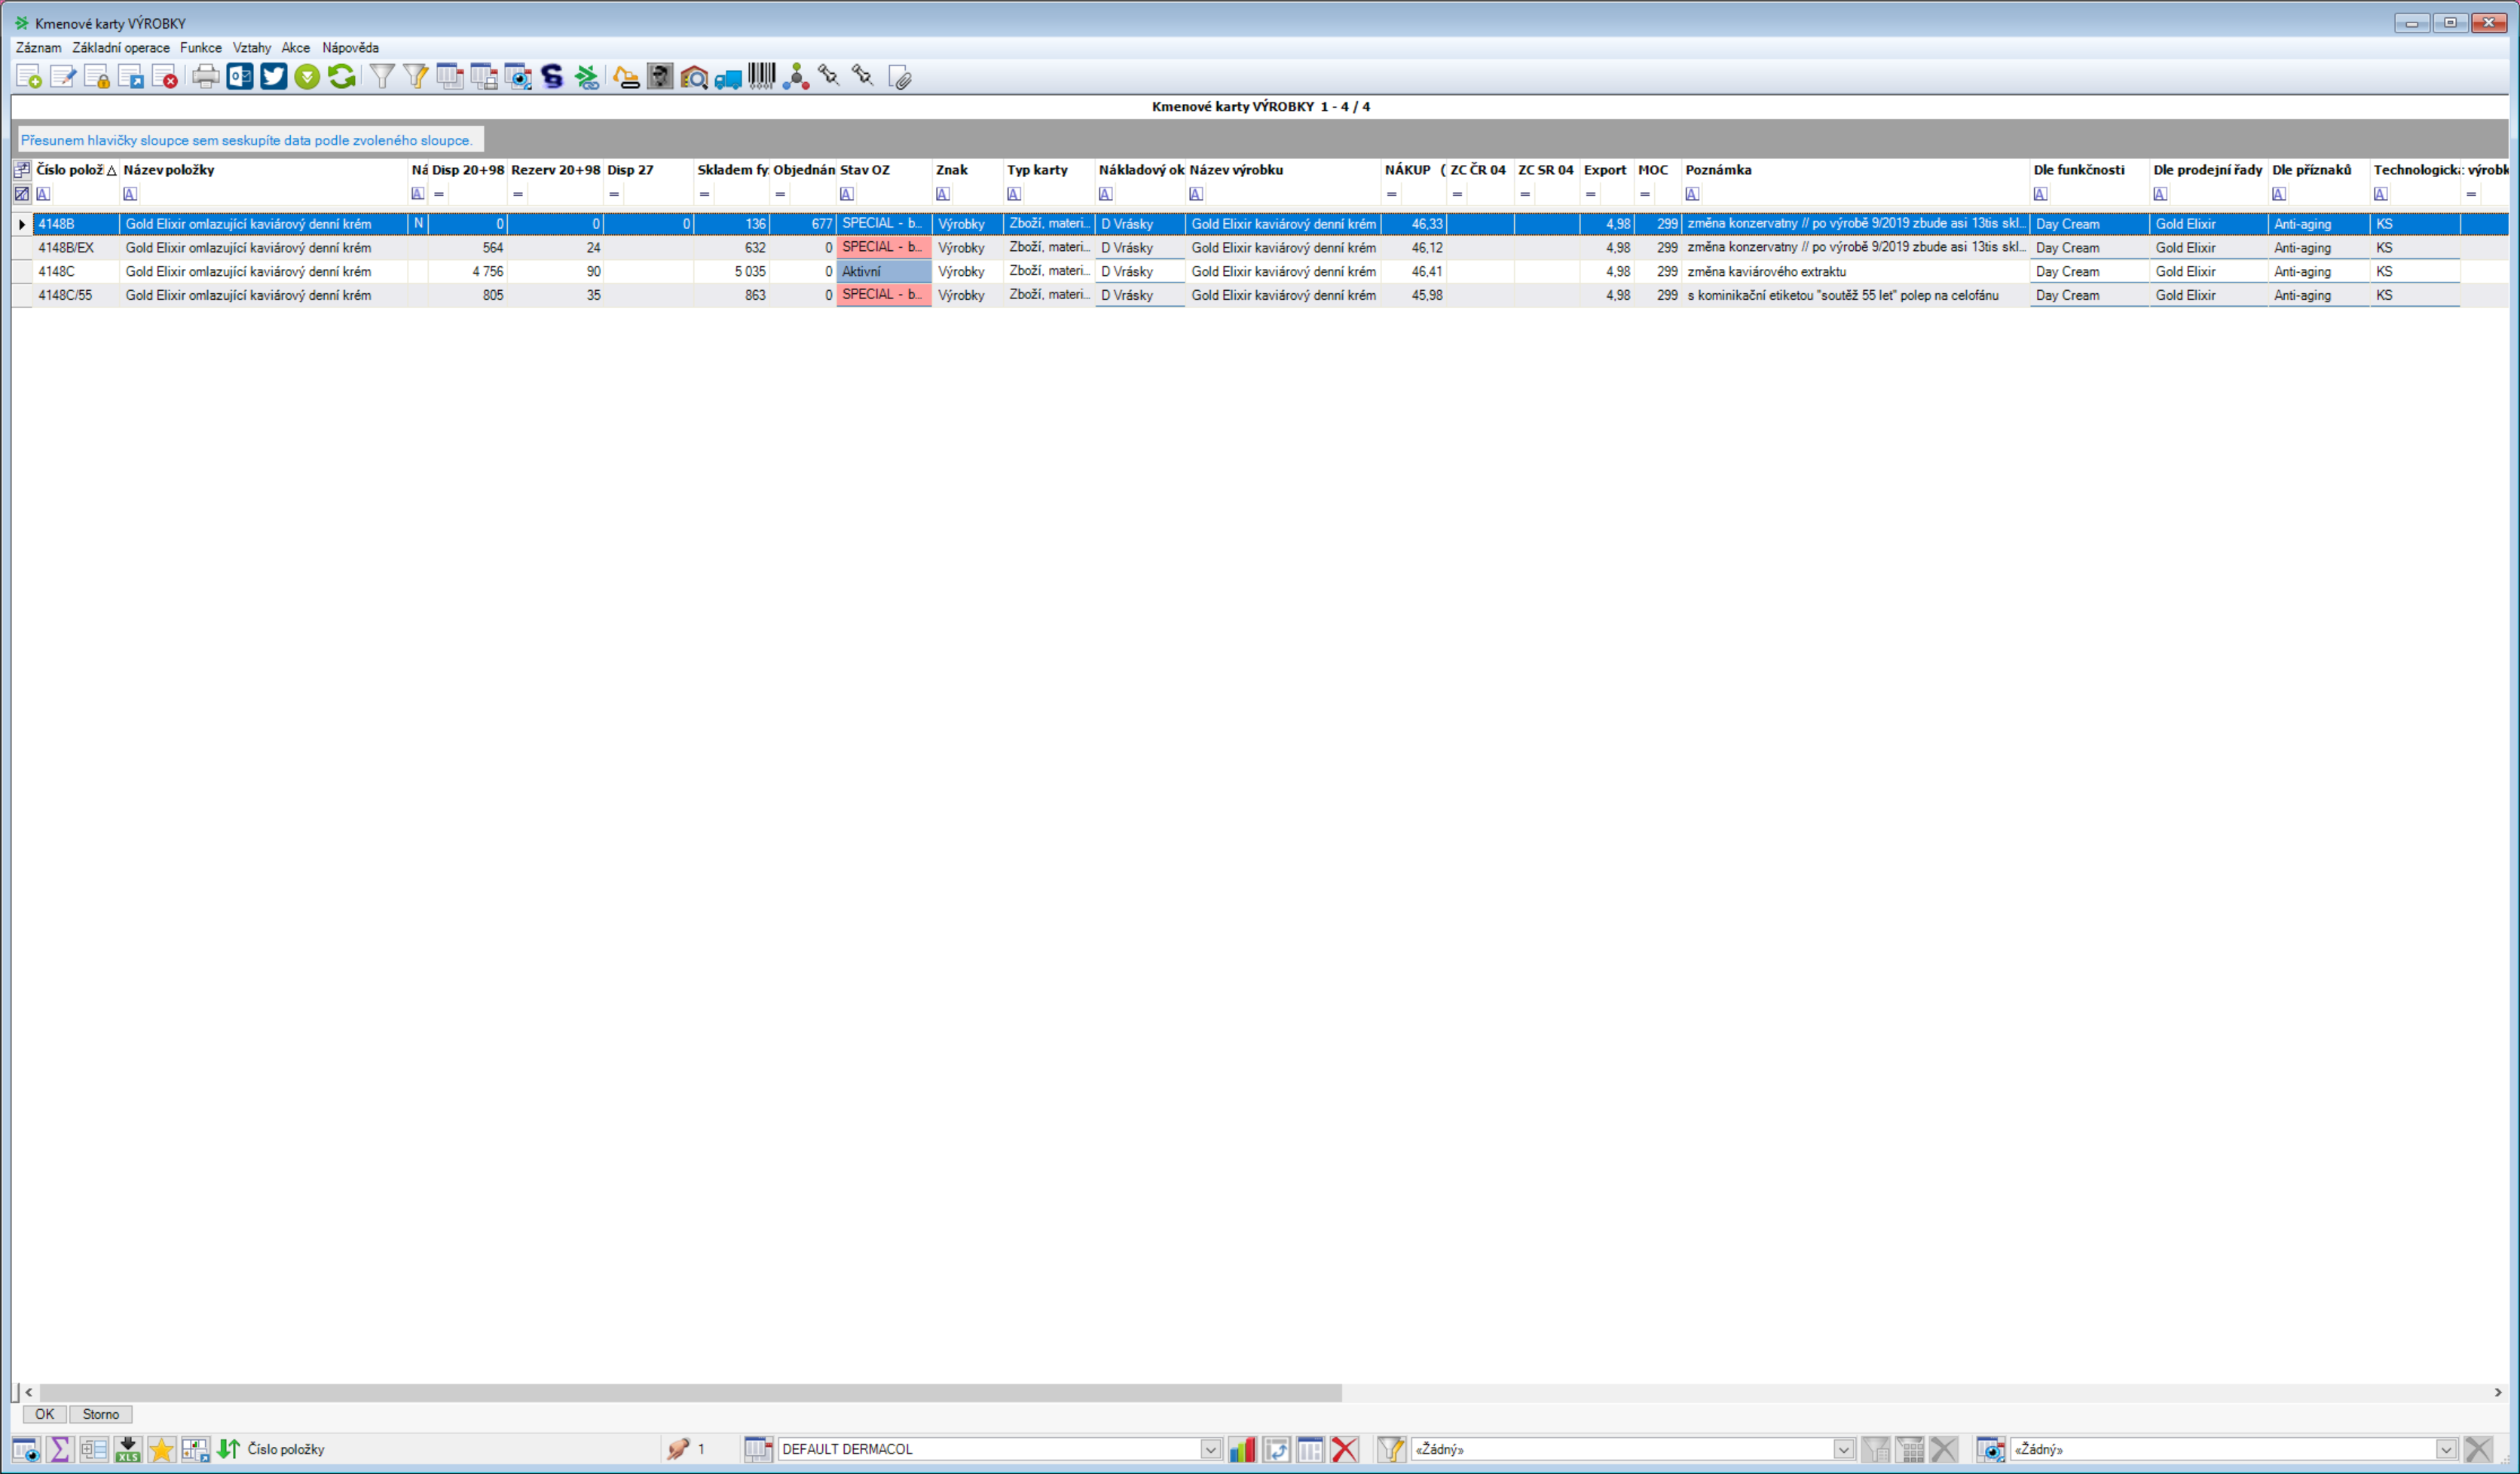 Kmenové karty VÝROBKY
Záznam Základní operace Funkce Vztahy Akce Nápověda
Kmenové karty VÝROBKY 1 - 4 / 4
Přesunem hlavičky sloupce sem seskupíte data podle zvoleného sloupce.
Číslo polož Název položky Ná Disp 20+98 Rezerv 20+98 Disp 27 Skladem fy Objednán Stav OZ Znak Typ karty Nákladový ok Název výrobku NÁKUP ( ZC ČR 04 ZC SR 04 Export MOC Poznámka Dle funkčnosti Dle prodejní řady Dle příznaků Technologick: výrobk
4148B Gold Elixir omlazující kaviárový denní krém N 0 0 0 136 677 SPECIAL - b... Výrobky Zboží, materi... D Vrásky Gold Elixir kaviárový denní krém 46,33 4,98 299 změna konzervatny // po výrobě 9/2019 zbude asi 13tis skl... Day Cream Gold Elixir Anti-aging KS
4148B/EX Gold Elixir omlazující kaviárový denní krém 564 24 632 0 SPECIAL - b... Výrobky Zboží, materi... D Vrásky Gold Elixir kaviárový denní krém 46,12 4,98 299 změna konzervatny // po výrobě 9/2019 zbude asi 13tis skl... Day Cream Gold Elixir Anti-aging KS
4148C Gold Elixir omlazující kaviárový denní krém 4 756 90 5 035 0 Aktivní Výrobky Zboží, materi... D Vrásky Gold Elixir kaviárový denní krém 46,41 4,98 299 změna kaviárového extraktu Day Cream Gold Elixir Anti-aging KS
4148C/55 Gold Elixir omlazující kaviárový denní krém 805 35 863 0 SPECIAL - b... Výrobky Zboží, materi... D Vrásky Gold Elixir kaviárový denní krém 45,98 4,98 299 s kominikační etiketou "soutěž 55 let" polep na celofánu Day Cream Gold Elixir Anti-aging KS
OK Storno
XLS Číslo položky 1 DEFAULT DERMACOL «Žádný» «Žádný»